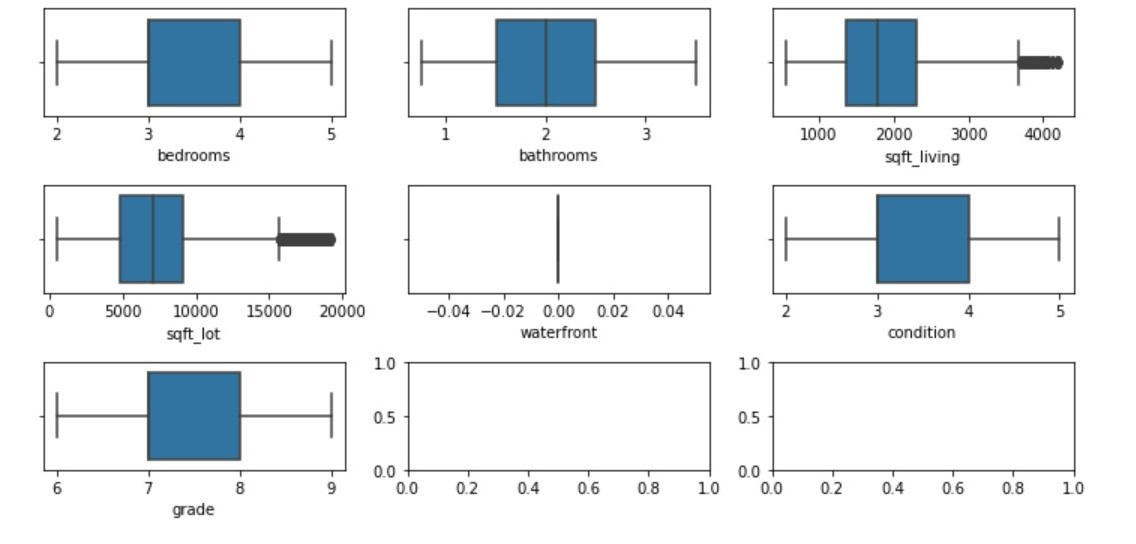 2 3 4 5 1 2 3 1000 2000 3000 4000
bedrooms bathrooms sqft_living
0 5000 10000 15000 20000 −0.04 −0.02 0.00 0.02 0.04 2 3 4 5
sqft_lot waterfront condition
1.0 1.0
0.5 0.5
0.0 0.0
6 7 8 9 0.0 0.2 0.4 0.6 0.8 1.0 0.0 0.2 0.4 0.6 0.8 1.0
grade